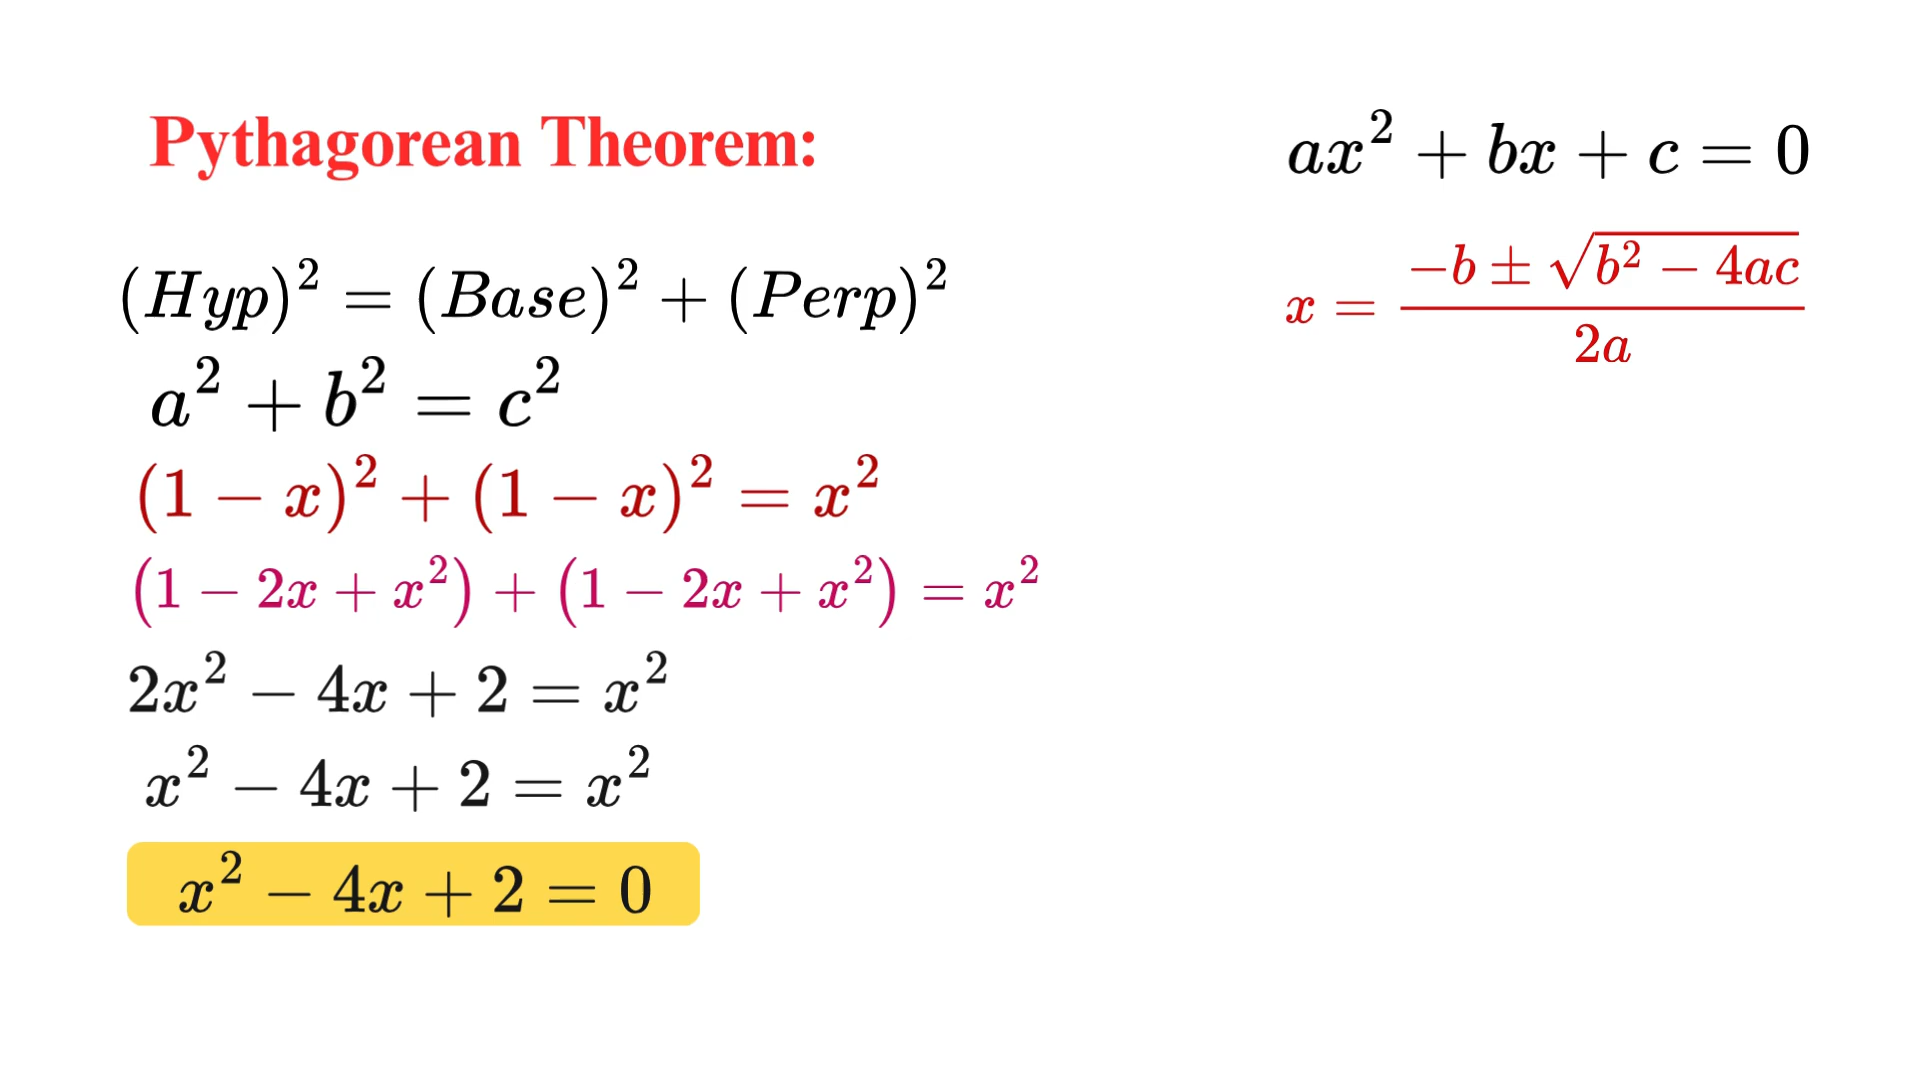 Pythagorean Theorem:
(Hyp)² = (Base)² + (Perp)²
a² + b² = c²
(1 − x)² + (1 − x)² = x²
(1 − 2x + x²) + (1 − 2x + x²) = x²
2x² − 4x + 2 = x²
x² − 4x + 2 = x²
x² − 4x + 2 = 0
ax² + bx + c = 0
x = (−b ± √(b² − 4ac)) / 2a